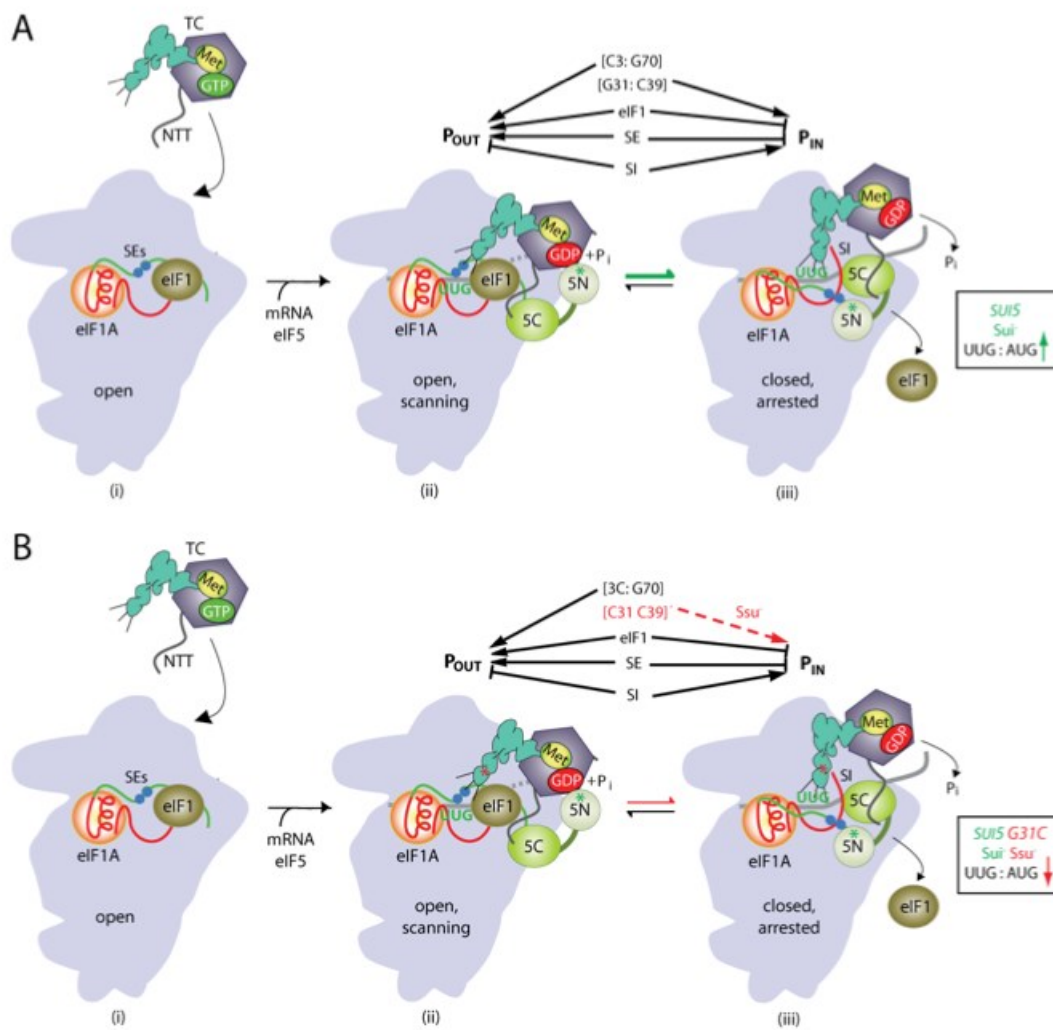 A
TC
Met
GTP
NTT
[C3: G70]
[G31: C39]
eIF1
SE
SI
POUT
PIN
SEs
eIF1
eIF1A
open
(i)
mRNA
eIF5
Met
GDP
+Pi
*
5N
UUG
eIF1
5C
eIF1A
open,
scanning
(ii)
Met
GDP
Pi
SI
UUG
5C
*
5N
eIF1A
eIF1
closed,
arrested
(iii)
SUI5
Sui-
UUG : AUG
B
TC
Met
GTP
NTT
[3C: G70]
[C31 C39]-
Ssu-
eIF1
SE
SI
POUT
PIN
SEs
eIF1
eIF1A
open
(i)
mRNA
eIF5
*
Met
GDP
+Pi
*
5N
UUG
eIF1
5C
eIF1A
open,
scanning
(ii)
Met
GDP
Pi
*
SI
UUG
5C
*
5N
eIF1A
eIF1
closed,
arrested
(iii)
SUI5 G31C
Sui- Ssu-
UUG : AUG